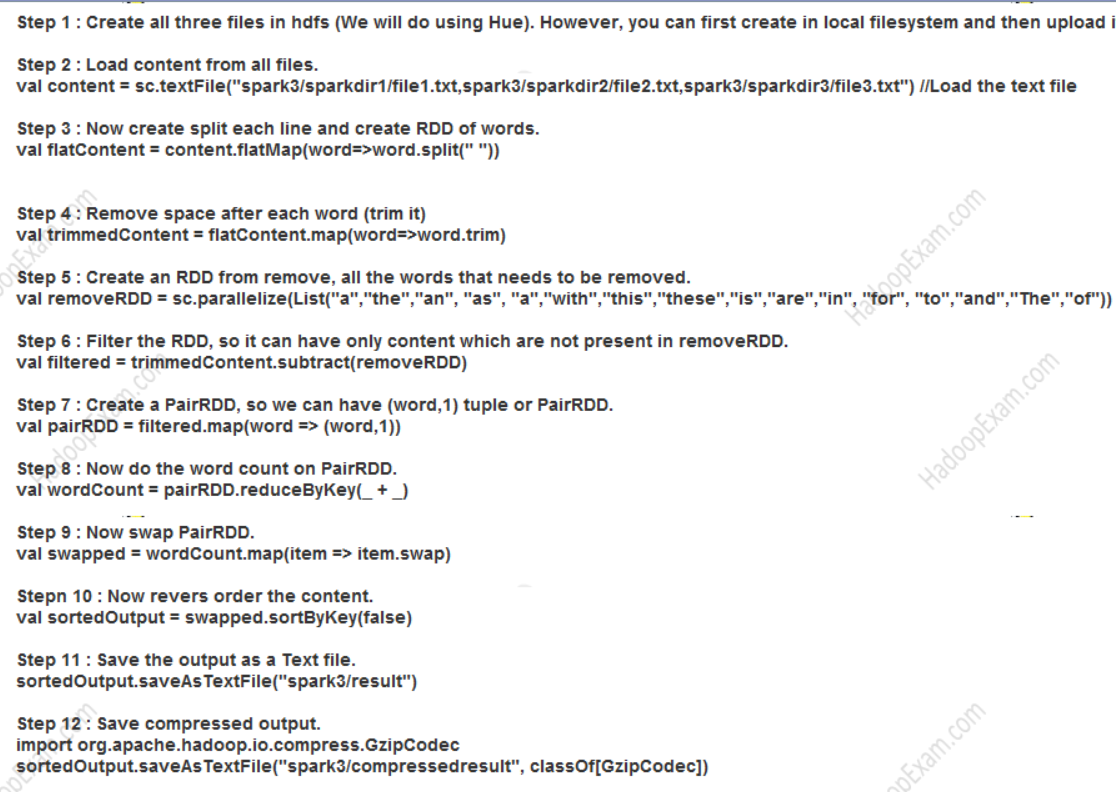 Step 1 : Create all three files in hdfs (We will do using Hue). However, you can first create in local filesystem and then upload i
Step 2 : Load content from all files.
val content = sc.textFile("spark3/sparkdir1/file1.txt,spark3/sparkdir2/file2.txt,spark3/sparkdir3/file3.txt") //Load the text file
Step 3 : Now create split each line and create RDD of words.
val flatContent = content.flatMap(word=>word.split(" "))
Step 4 : Remove space after each word (trim it)
val trimmedContent = flatContent.map(word=>word.trim)
Step 5 : Create an RDD from remove, all the words that needs to be removed.
val removeRDD = sc.parallelize(List("a","the","an", "as", "a","with","this","these","is","are","in", "for", "to","and","The","of"))
Step 6 : Filter the RDD, so it can have only content which are not present in removeRDD.
val filtered = trimmedContent.subtract(removeRDD)
Step 7 : Create a PairRDD, so we can have (word,1) tuple or PairRDD.
val pairRDD = filtered.map(word => (word,1))
Step 8 : Now do the word count on PairRDD.
val wordCount = pairRDD.reduceByKey(_ + _)
Step 9 : Now swap PairRDD.
val swapped = wordCount.map(item => item.swap)
Stepn 10 : Now revers order the content.
val sortedOutput = swapped.sortByKey(false)
Step 11 : Save the output as a Text file.
sortedOutput.saveAsTextFile("spark3/result")
Step 12 : Save compressed output.
import org.apache.hadoop.io.compress.GzipCodec
sortedOutput.saveAsTextFile("spark3/compressedresult", classOf[GzipCodec])
HadoopExam.com
HadoopExam.com
HadoopExam.com
HadoopExam.com